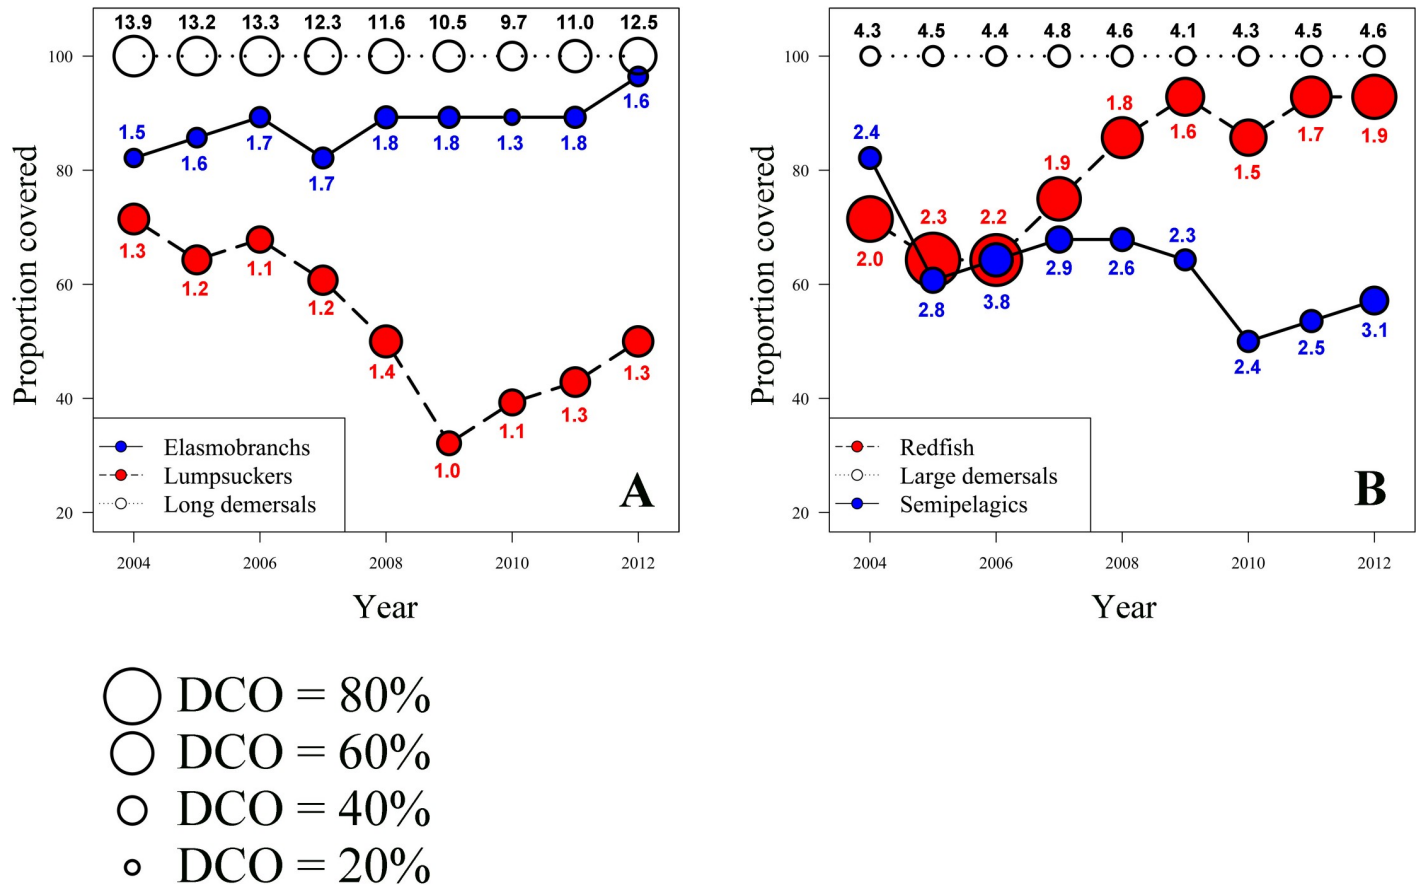 13.9 13.2 13.3 12.3 11.6 10.5 9.7 11.0 12.5
100
80
60
40
20
Proportion covered
1.5 1.6 1.7 1.7 1.8 1.8 1.3 1.8 1.6
1.3 1.2 1.1 1.2 1.4 1.0 1.1 1.3 1.3
Elasmobranchs
Lumpsuckers
Long demersals
A
2004 2006 2008 2010 2012
Year
4.3 4.5 4.4 4.8 4.6 4.1 4.3 4.5 4.6
100
80
60
40
20
Proportion covered
2.0 2.3 2.2 1.9 1.8 1.6 1.5 1.7 1.9
2.4 2.8 3.8 2.9 2.6 2.3 2.4 2.5 3.1
Redfish
Large demersals
Semipelagics
B
2004 2006 2008 2010 2012
Year
DCO = 80%
DCO = 60%
DCO = 40%
DCO = 20%